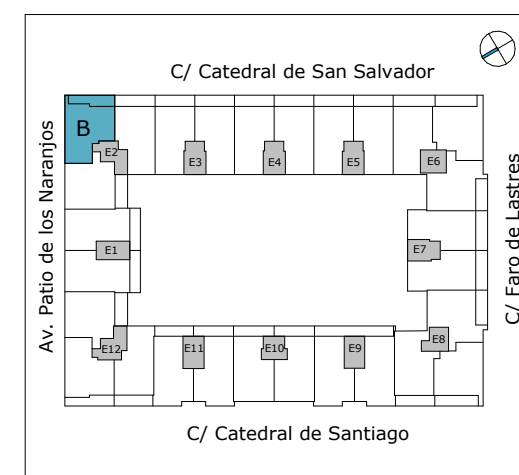 C/ Catedral de San Salvador
B
E2
E3
E4
E5
E6
Av. Patio de los Naranjos
E1
E7
C/ Faro de Lastres
E12
E11
E10
E9
E8
C/ Catedral de Santiago